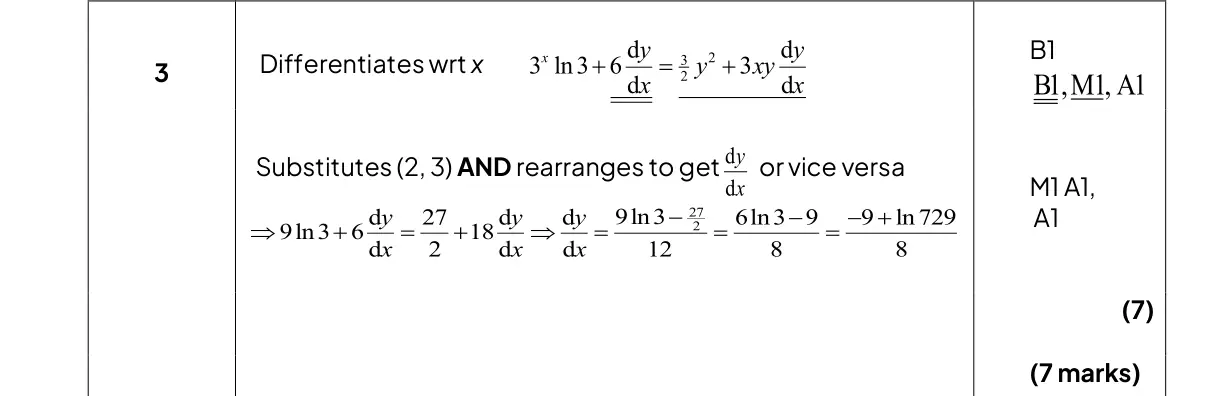 3 Differentiates wrt x 3ˣ ln 3 + 6 dy/dx = 3/2 y² + 3xy dy/dx B1
B1, M1, A1
Substitutes (2, 3) AND rearranges to get dy/dx or vice versa
M1 A1,
⇒ 9 ln 3 + 6 dy/dx = 27/2 + 18 dy/dx ⇒ dy/dx = (9 ln 3 − 27/2)/12 = (6 ln 3 − 9)/8 = (−9 + ln 729)/8 A1
(7)
(7 marks)